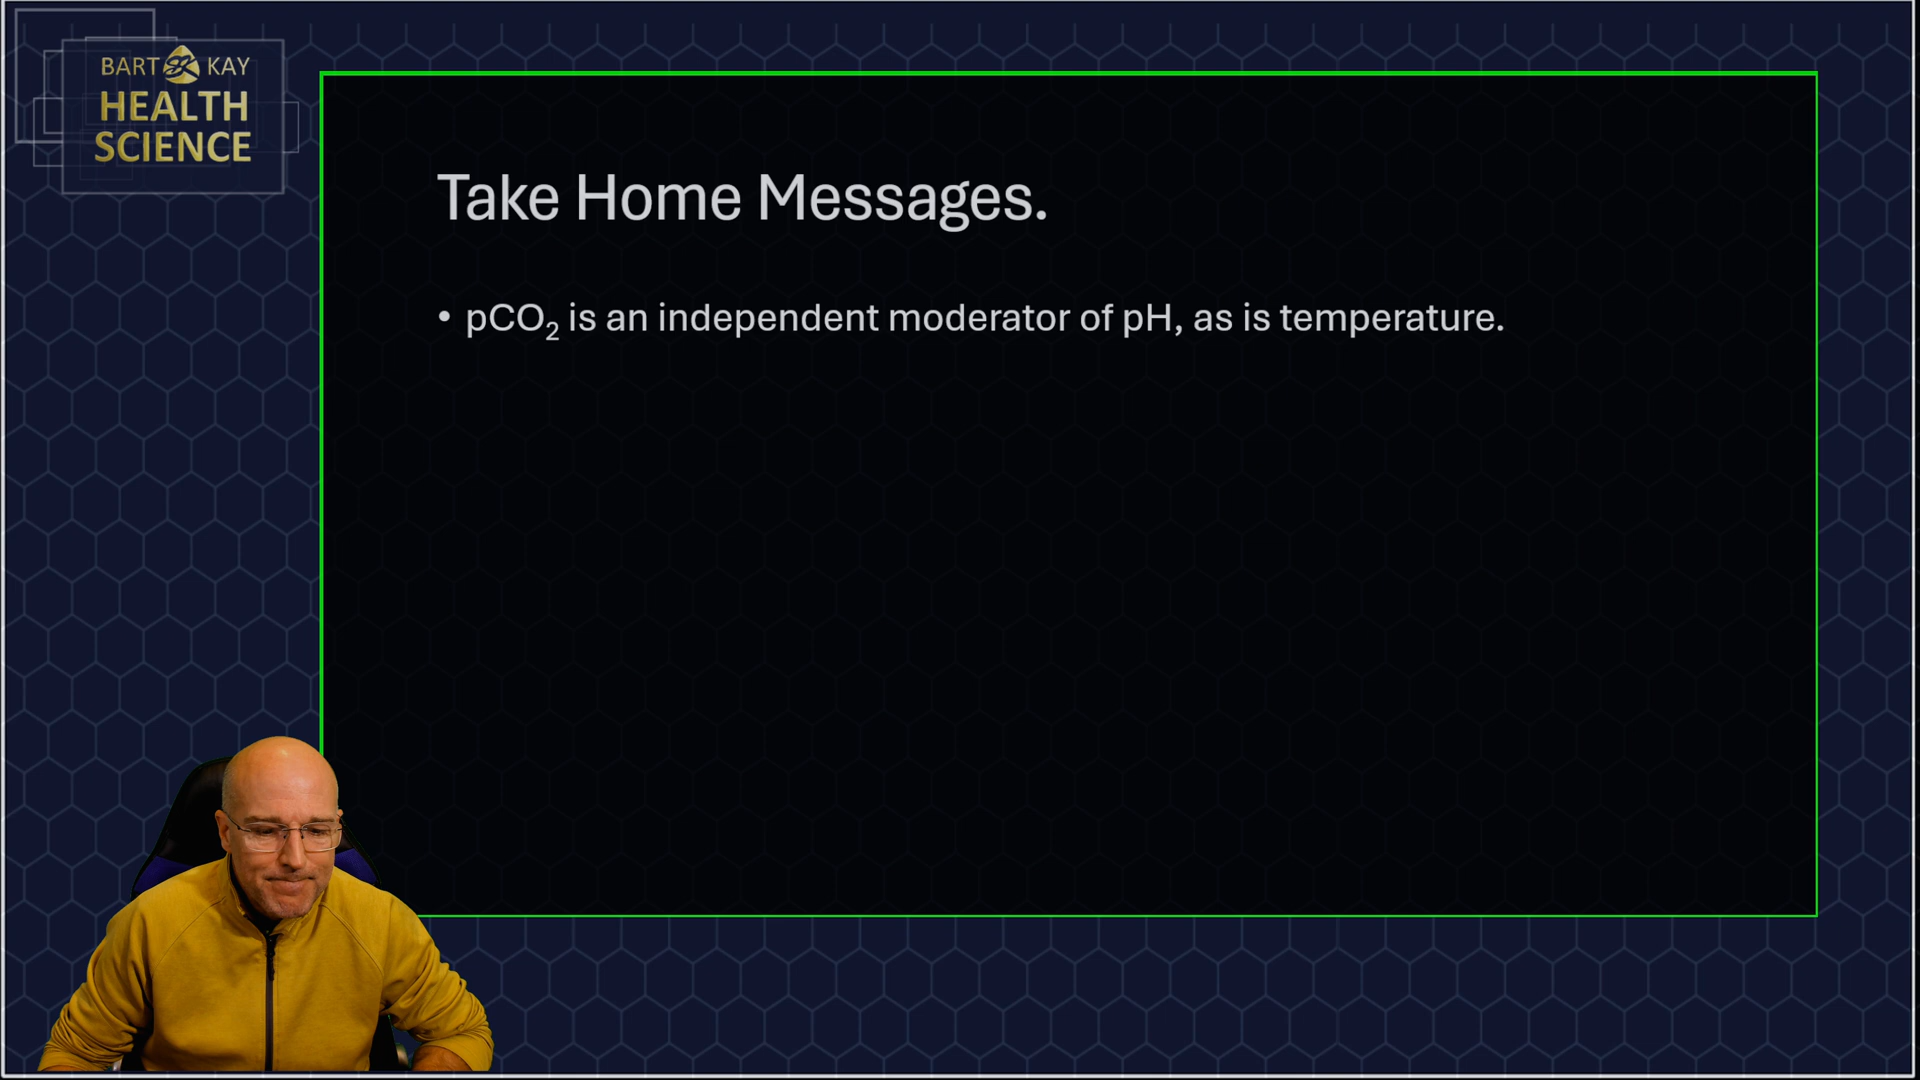 BART KAY
HEALTH
SCIENCE
Take Home Messages.
• pCO₂ is an independent moderator of pH, as is temperature.